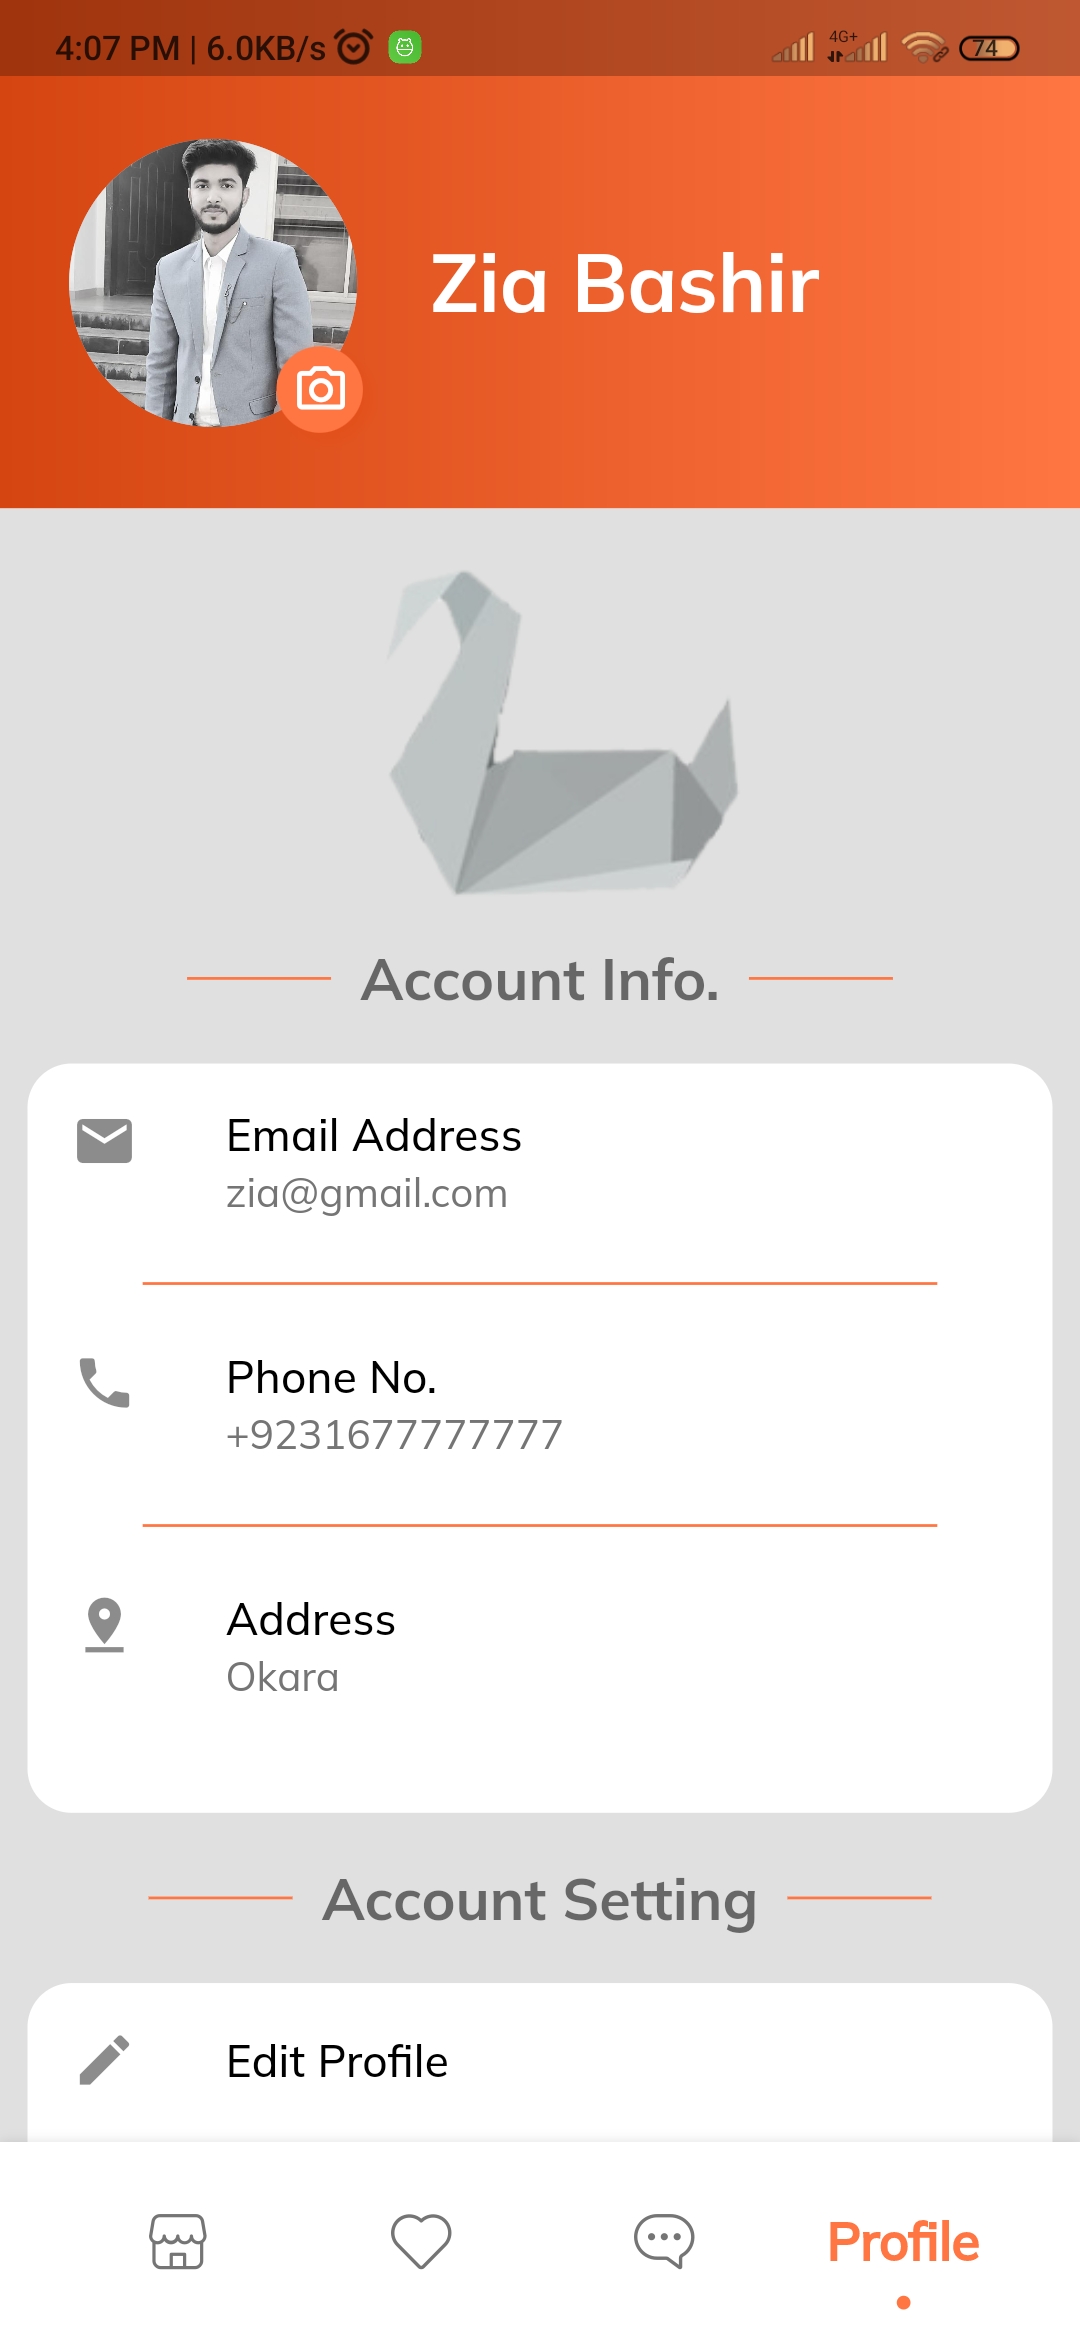 4:07 PM | 6.0KB/s
4G+
74
Zia Bashir
Account Info.
Email Address
zia@gmail.com
Phone No.
+9231677777777
Address
Okara
Account Setting
Edit Profile
Profile